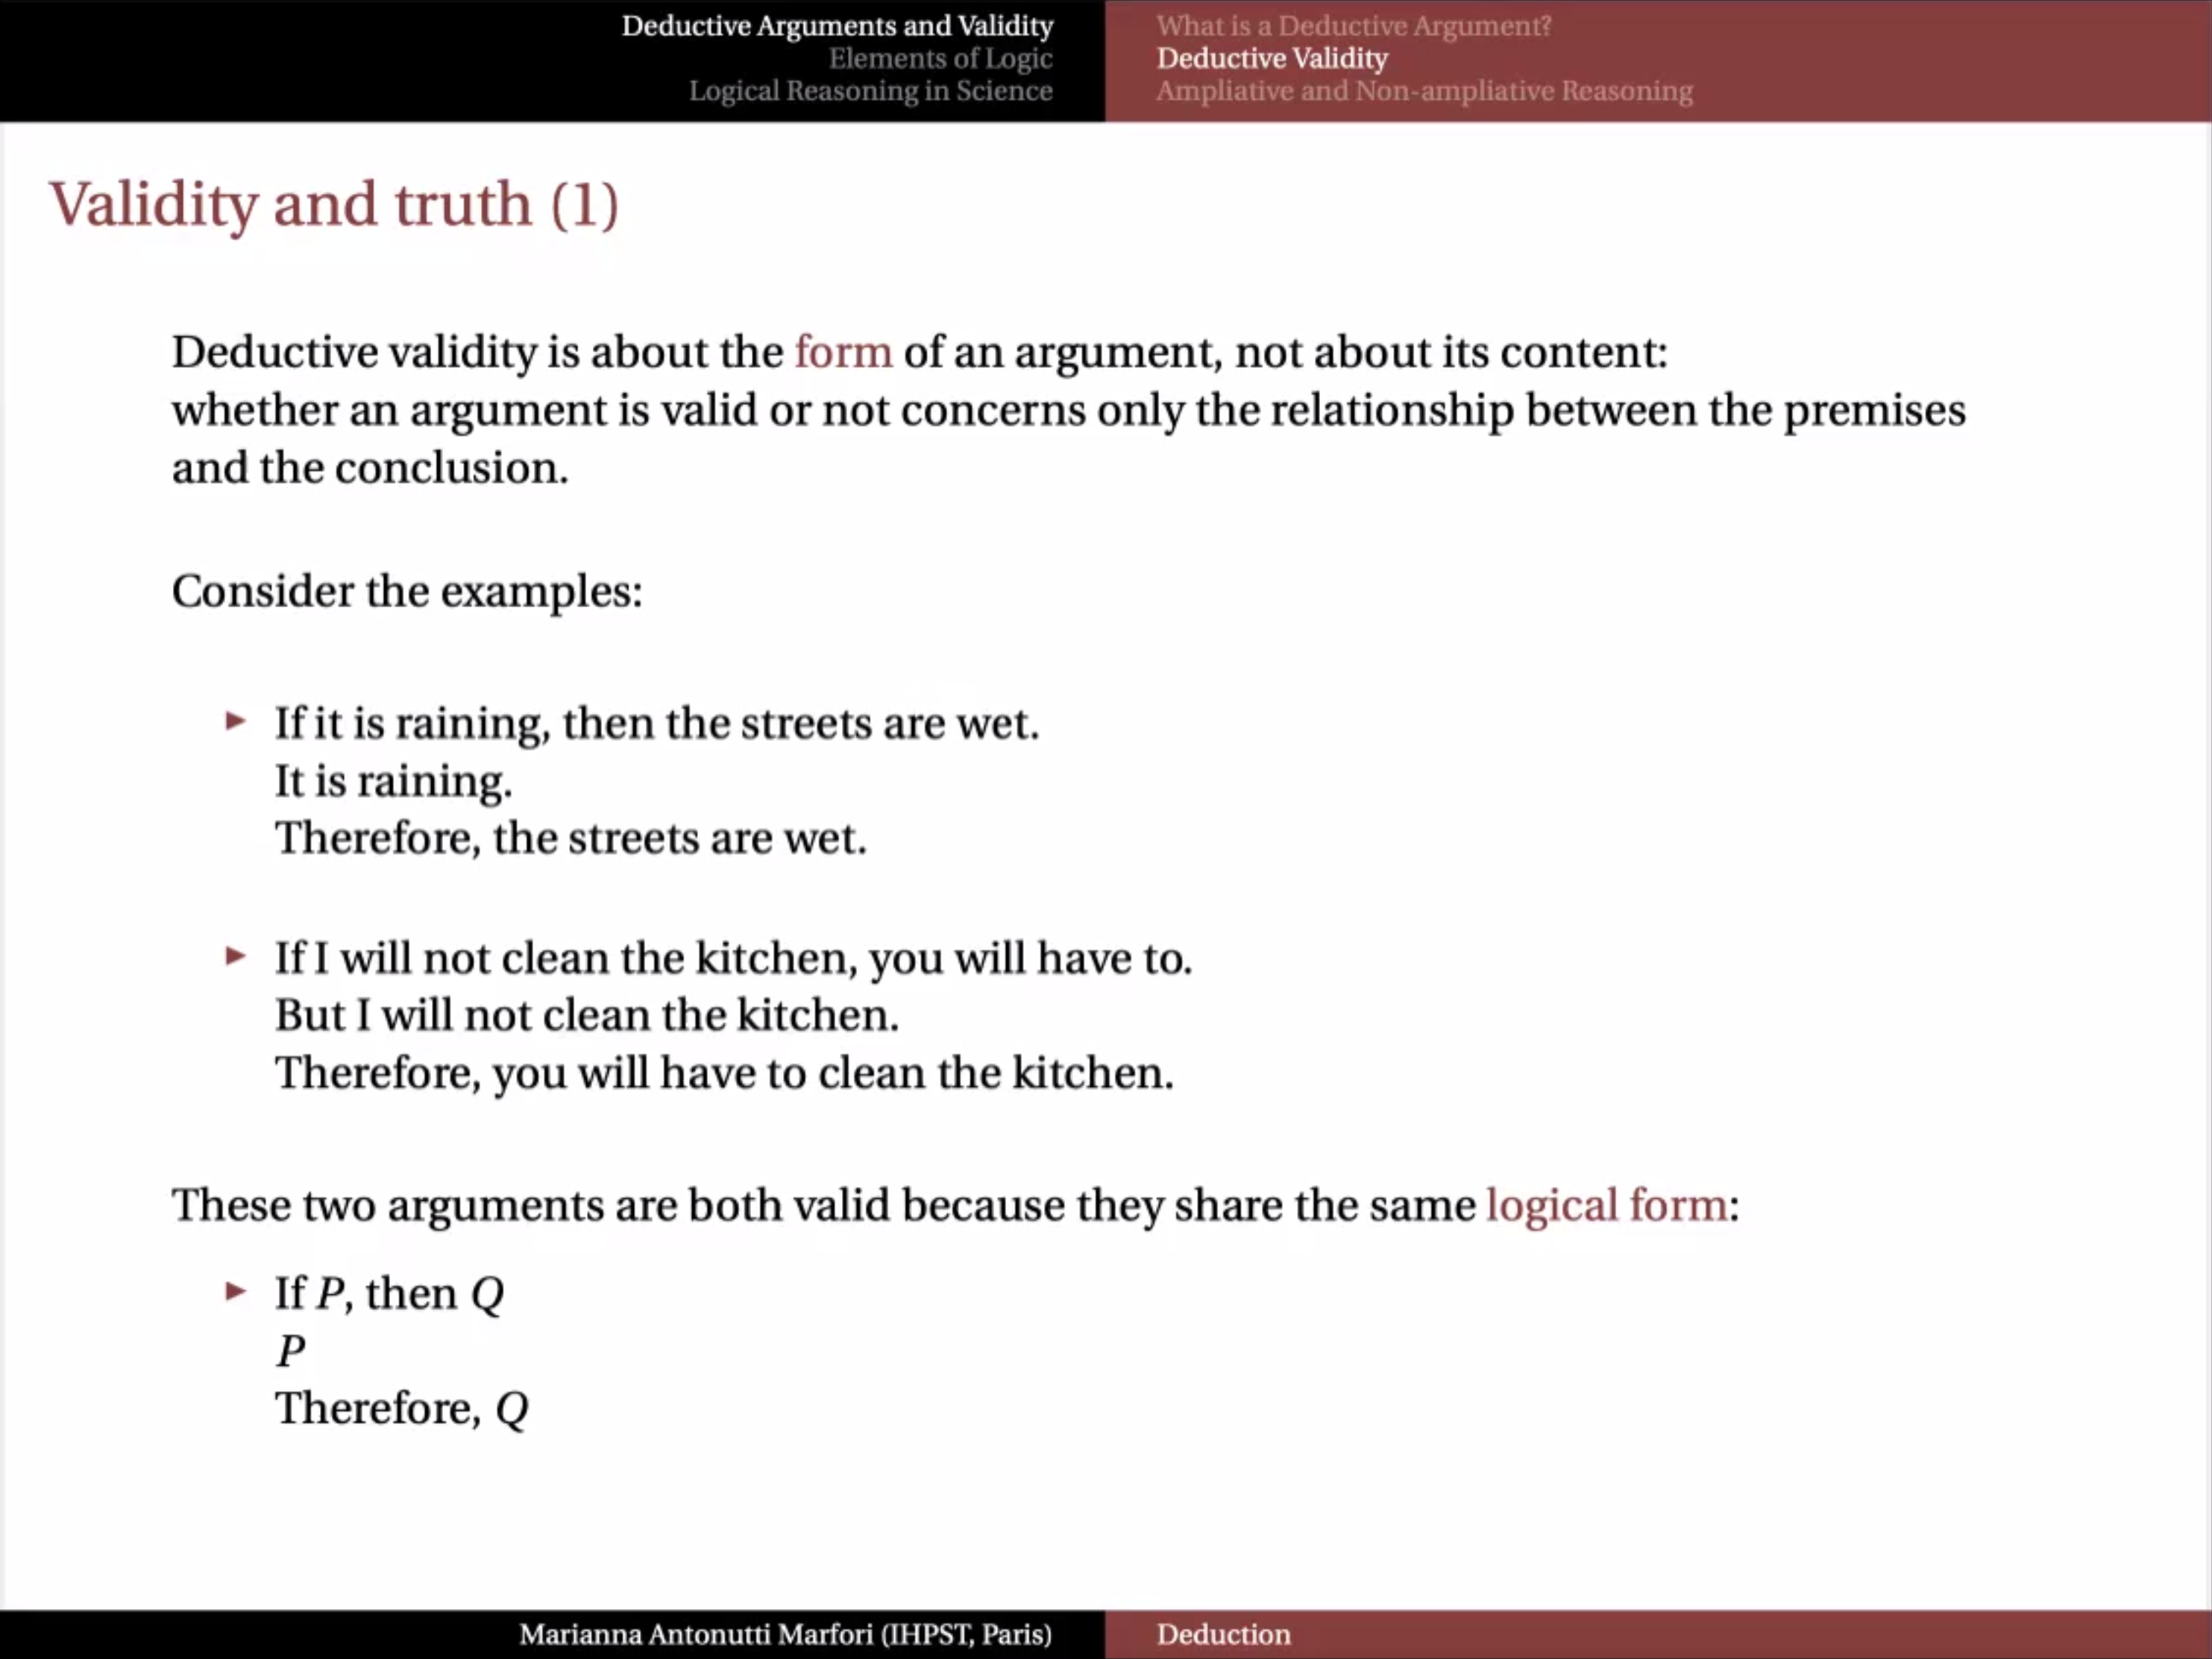 Deductive Arguments and Validity
Elements of Logic
Logical Reasoning in Science
What is a Deductive Argument?
Deductive Validity
Ampliative and Non-ampliative Reasoning
Validity and truth (1)
Deductive validity is about the form of an argument, not about its content:
whether an argument is valid or not concerns only the relationship between the premises
and the conclusion.
Consider the examples:
▶ If it is raining, then the streets are wet.
It is raining.
Therefore, the streets are wet.
▶ If I will not clean the kitchen, you will have to.
But I will not clean the kitchen.
Therefore, you will have to clean the kitchen.
These two arguments are both valid because they share the same logical form:
▶ If P, then Q
P
Therefore, Q
Marianna Antonutti Marfori (IHPST, Paris)
Deduction